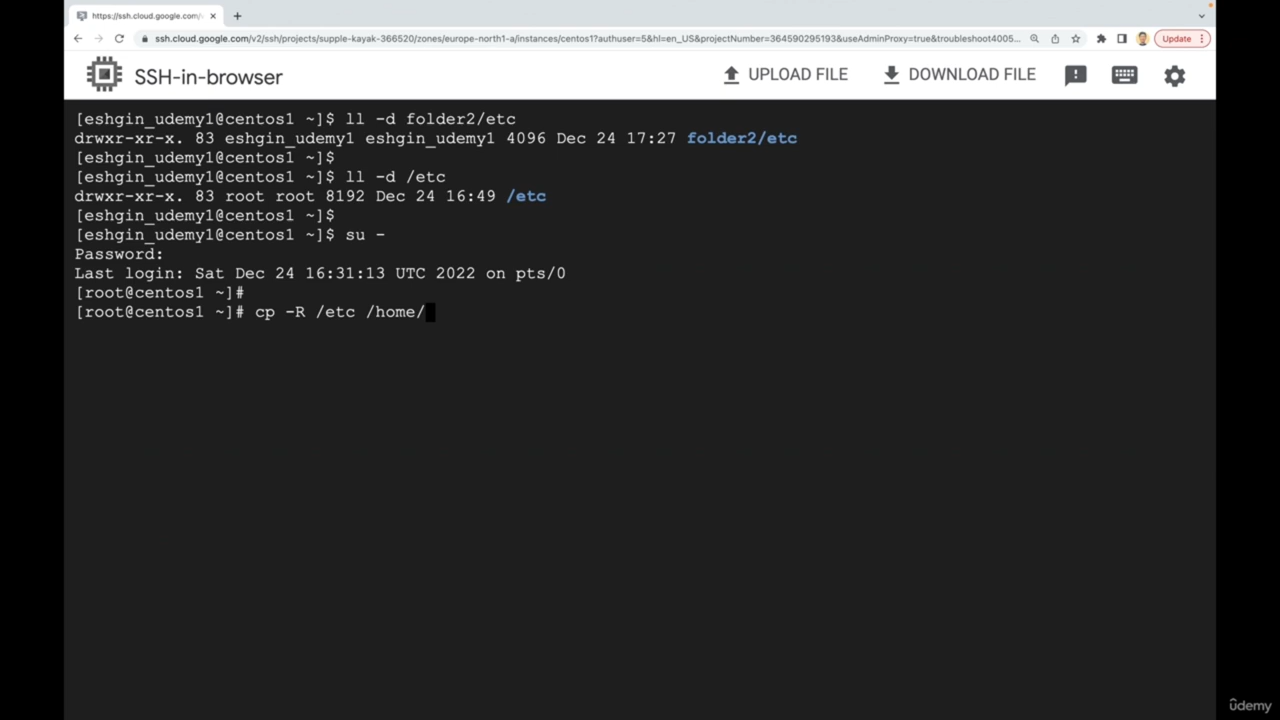 https://ssh.cloud.google.com/v
ssh.cloud.google.com/v2/ssh/projects/supple-kayak-366520/zones/europe-north1-a/instances/centos1?authuser=5&hl=en_US&projectNumber=364590295193&useAdminProxy=true&troubleshoot4005...
Update
SSH-in-browser
UPLOAD FILE
DOWNLOAD FILE
[eshgin_udemy1@centos1 ~]$ ll -d folder2/etc
drwxr-xr-x. 83 eshgin_udemy1 eshgin_udemy1 4096 Dec 24 17:27 folder2/etc
[eshgin_udemy1@centos1 ~]$
[eshgin_udemy1@centos1 ~]$ ll -d /etc
drwxr-xr-x. 83 root root 8192 Dec 24 16:49 /etc
[eshgin_udemy1@centos1 ~]$
[eshgin_udemy1@centos1 ~]$ su -
Password:
Last login: Sat Dec 24 16:31:13 UTC 2022 on pts/0
[root@centos1 ~]#
[root@centos1 ~]# cp -R /etc /home/
udemy